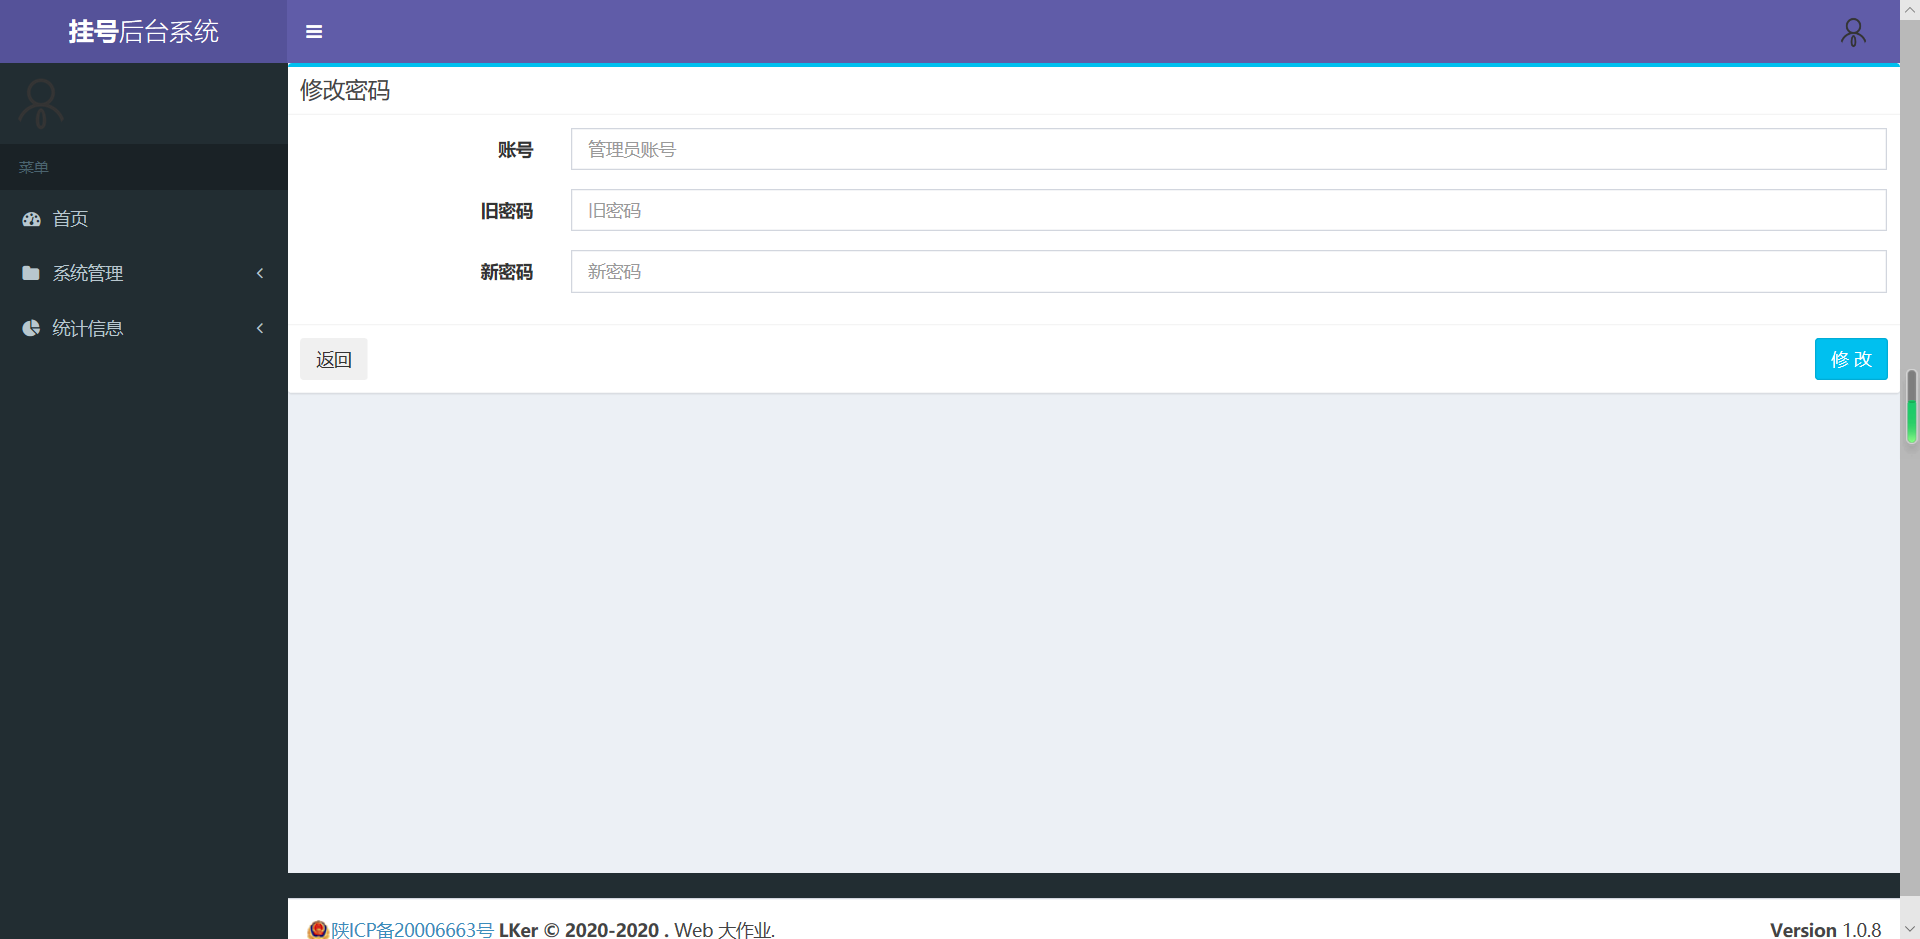 挂号后台系统
菜单
首页
系统管理
统计信息
修改密码
账号 管理员账号
旧密码 旧密码
新密码 新密码
返回 修 改
陕ICP备20006663号 LKer © 2020-2020 . Web 大作业. Version 1.0.8